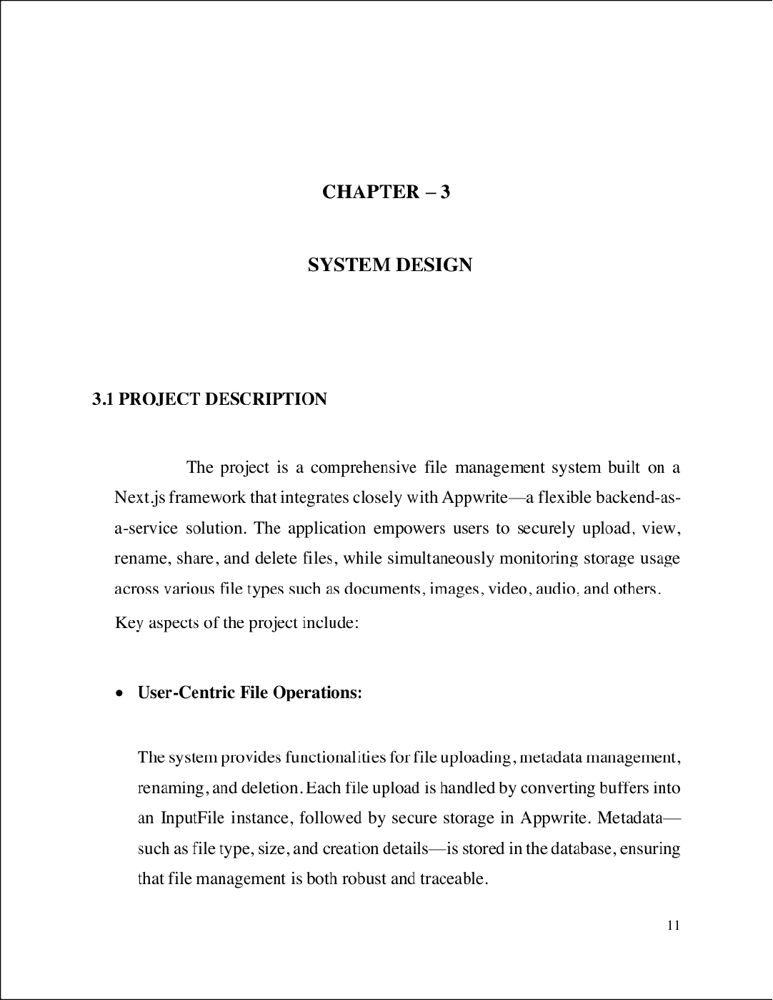 CHAPTER – 3
SYSTEM DESIGN
3.1 PROJECT DESCRIPTION
The project is a comprehensive file management system built on a
Next.js framework that integrates closely with Appwrite—a flexible backend-as-
a-service solution. The application empowers users to securely upload, view,
rename, share, and delete files, while simultaneously monitoring storage usage
across various file types such as documents, images, video, audio, and others.
Key aspects of the project include:
• User-Centric File Operations:
The system provides functionalities for file uploading, metadata management,
renaming, and deletion. Each file upload is handled by converting buffers into
an InputFile instance, followed by secure storage in Appwrite. Metadata—
such as file type, size, and creation details—is stored in the database, ensuring
that file management is both robust and traceable.
11